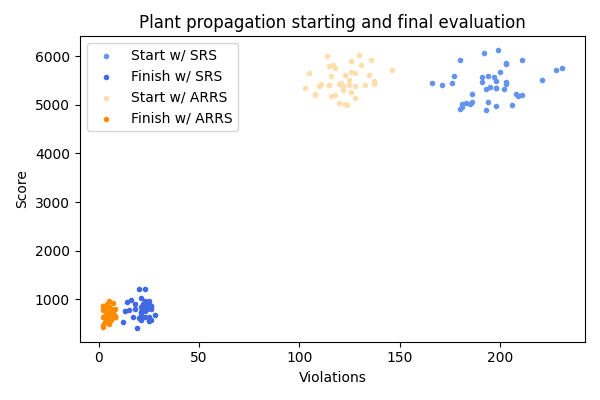 Plant propagation starting and final evaluation
Start w/ SRS
Finish w/ SRS
Start w/ ARRS
Finish w/ ARRS
Score
6000
5000
4000
3000
2000
1000
0
50
100
150
200
Violations